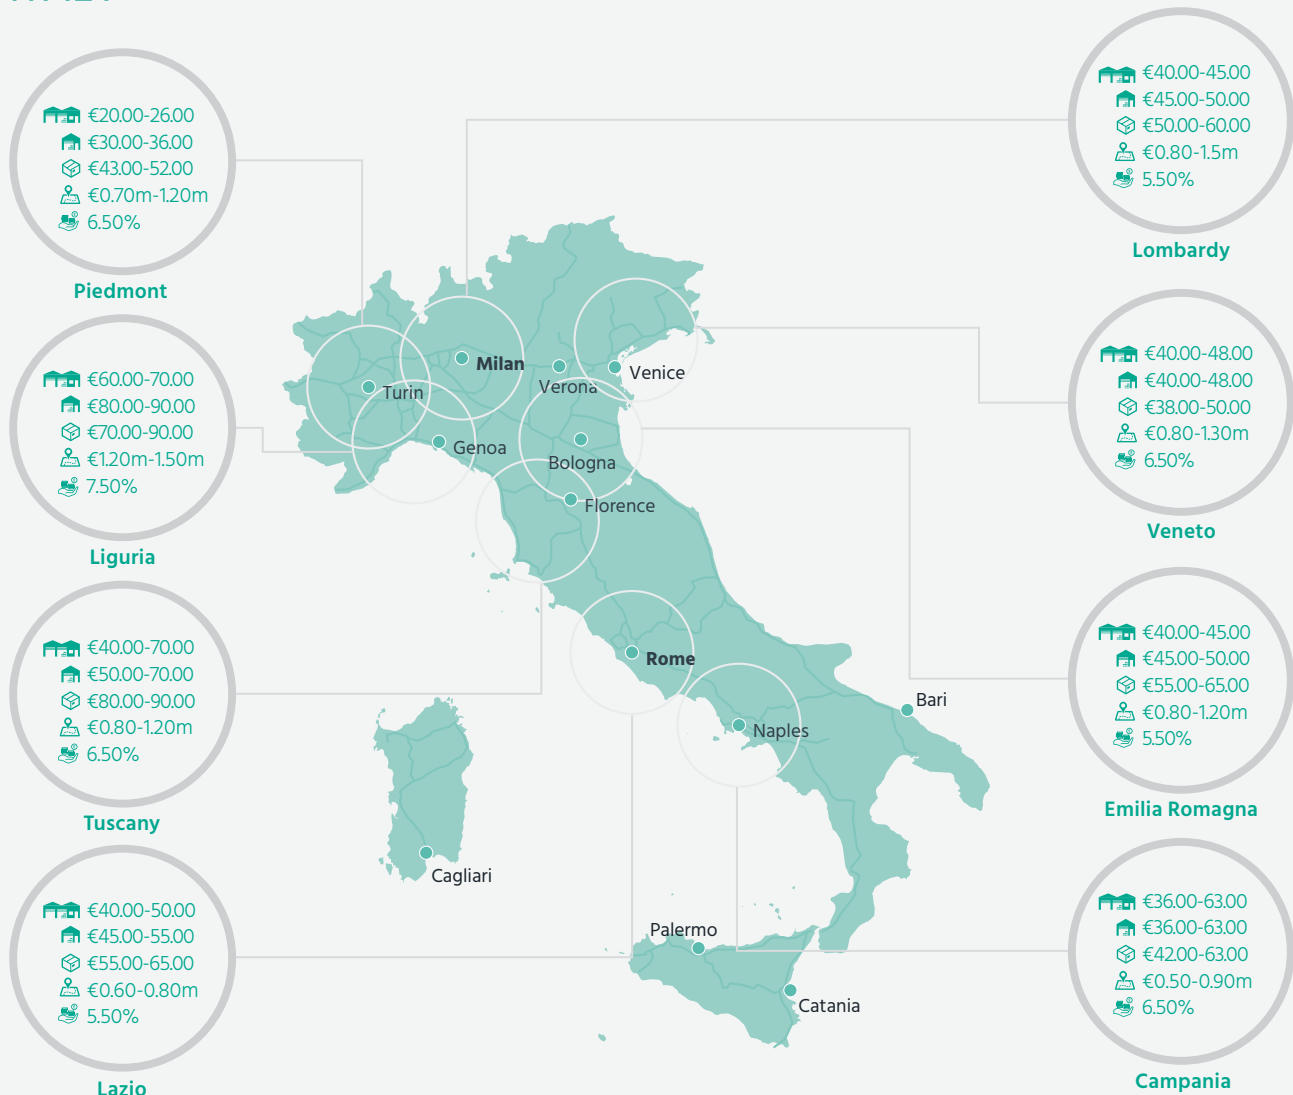 €20.00-26.00
€30.00-36.00
€43.00-52.00
€0.70m-1.20m
6.50%
Piedmont
€60.00-70.00
€80.00-90.00
€70.00-90.00
€1.20m-1.50m
7.50%
Liguria
€40.00-70.00
€50.00-70.00
€80.00-90.00
€0.80-1.20m
6.50%
Tuscany
€40.00-50.00
€45.00-55.00
€55.00-65.00
€0.60-0.80m
5.50%
Lazio
Milan
Turin
Verona
Venice
Genoa
Bologna
Florence
Rome
Naples
Bari
Cagliari
Palermo
Catania
€40.00-45.00
€45.00-50.00
€50.00-60.00
€0.80-1.5m
5.50%
Lombardy
€40.00-48.00
€40.00-48.00
€38.00-50.00
€0.80-1.30m
6.50%
Veneto
€40.00-45.00
€45.00-50.00
€55.00-65.00
€0.80-1.20m
5.50%
Emilia Romagna
€36.00-63.00
€36.00-63.00
€42.00-63.00
€0.50-0.90m
6.50%
Campania